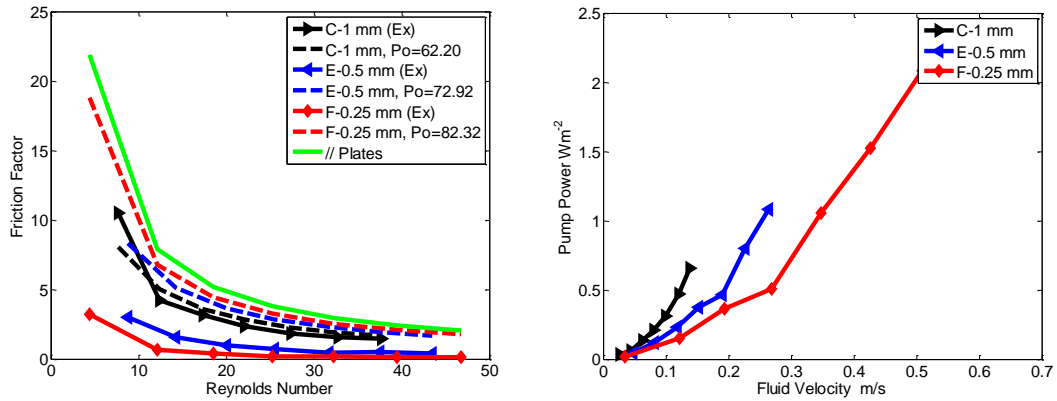 25
20
15
10
5
0
0
10
20
30
40
50
Friction Factor
Reynolds Number
C-1 mm (Ex)
C-1 mm, Po=62.20
E-0.5 mm (Ex)
E-0.5 mm, Po=72.92
F-0.25 mm (Ex)
F-0.25 mm, Po=82.32
// Plates
2.5
2
1.5
1
0.5
0
0
0.1
0.2
0.3
0.4
0.5
0.6
0.7
Pump Power Wm-2
Fluid Velocity m/s
C-1 mm
E-0.5 mm
F-0.25 mm